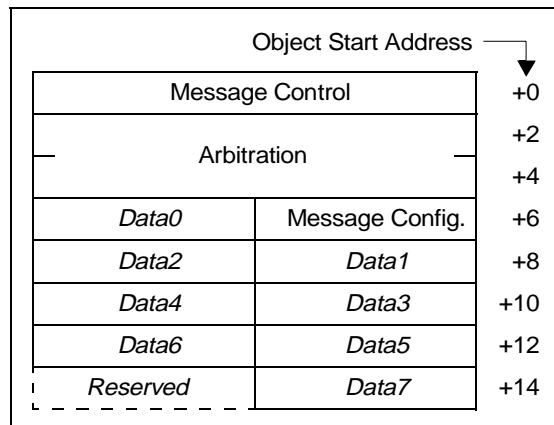 Object Start Address
Message Control +0
+2
Arbitration
+4
Data0 Message Config. +6
Data2 Data1 +8
Data4 Data3 +10
Data6 Data5 +12
Reserved Data7 +14